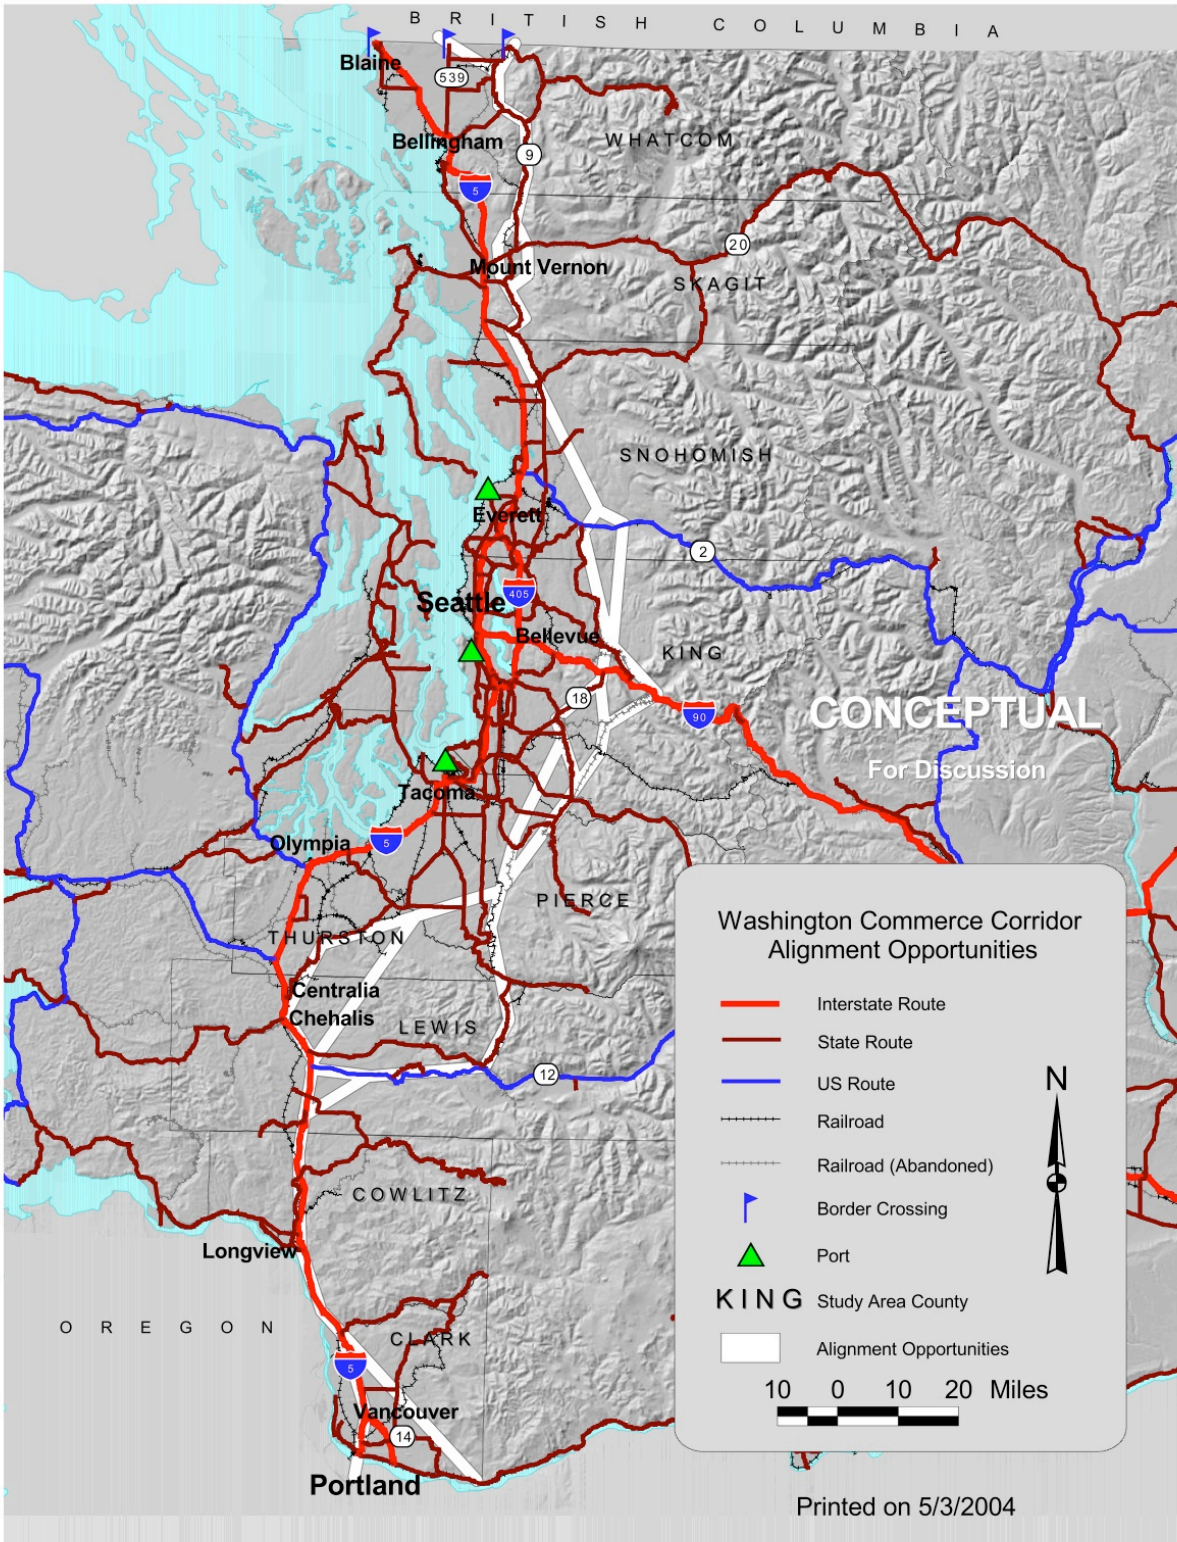 BRITISH COLUMBIA
Blaine
539
Bellingham
WHATCOM
9
5
20
Mount Vernon
SKAGIT
SNOHOMISH
Everett
2
405
Seattle
Bellevue
KING
18
90
CONCEPTUAL
For Discussion
Tacoma
5
Olympia
PIERCE
THURSTON
Centralia
Chehalis
LEWIS
12
COWLITZ
Longview
OREGON
CLARK
5
Vancouver
14
Portland
Washington Commerce Corridor
Alignment Opportunities
Interstate Route
State Route
US Route
Railroad
Railroad (Abandoned)
Border Crossing
Port
KING Study Area County
Alignment Opportunities
10 0 10 20 Miles
N
Printed on 5/3/2004